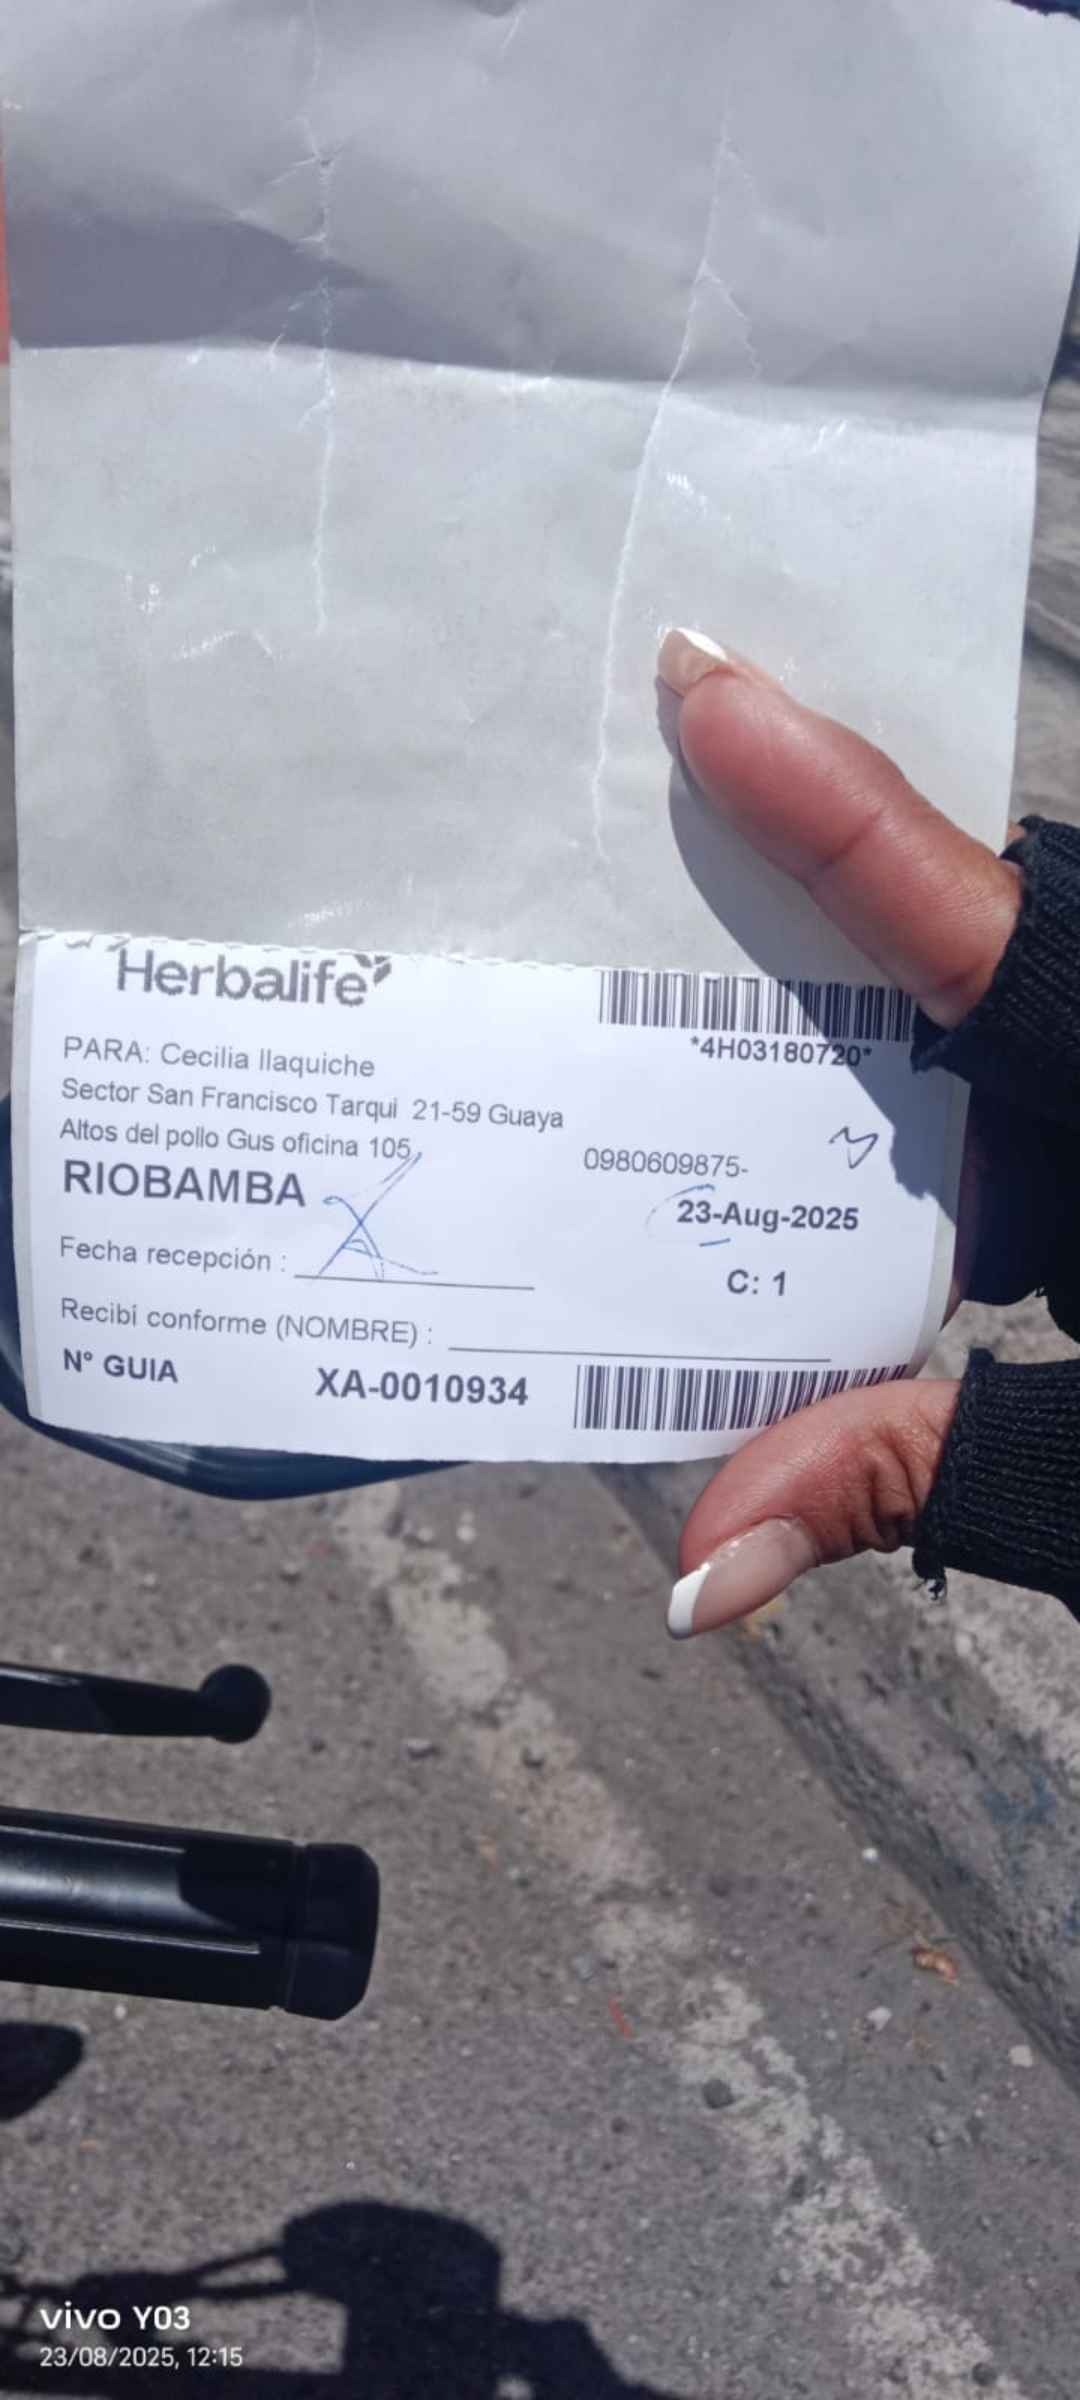 Herbalife
*4H03180720*
PARA: Cecilia llaquiche
Sector San Francisco Tarqui 21-59 Guaya
Altos del pollo Gus oficina 105
0980609875-
RIOBAMBA
23-Aug-2025
Fecha recepción :
C: 1
Recibí conforme (NOMBRE) :
N° GUIA XA-0010934
vivo Y03
23/08/2025, 12:15